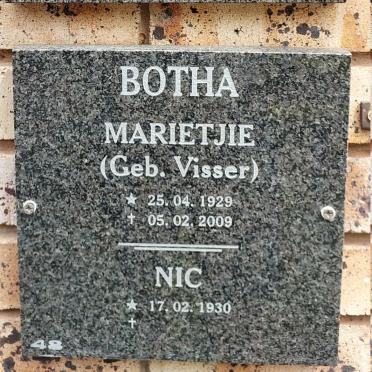 BOTHA
MARIETJIE
(Geb. Visser)
★ 25. 04. 1929
† 05. 02. 2009
NIC
★ 17. 02. 1930
†
48